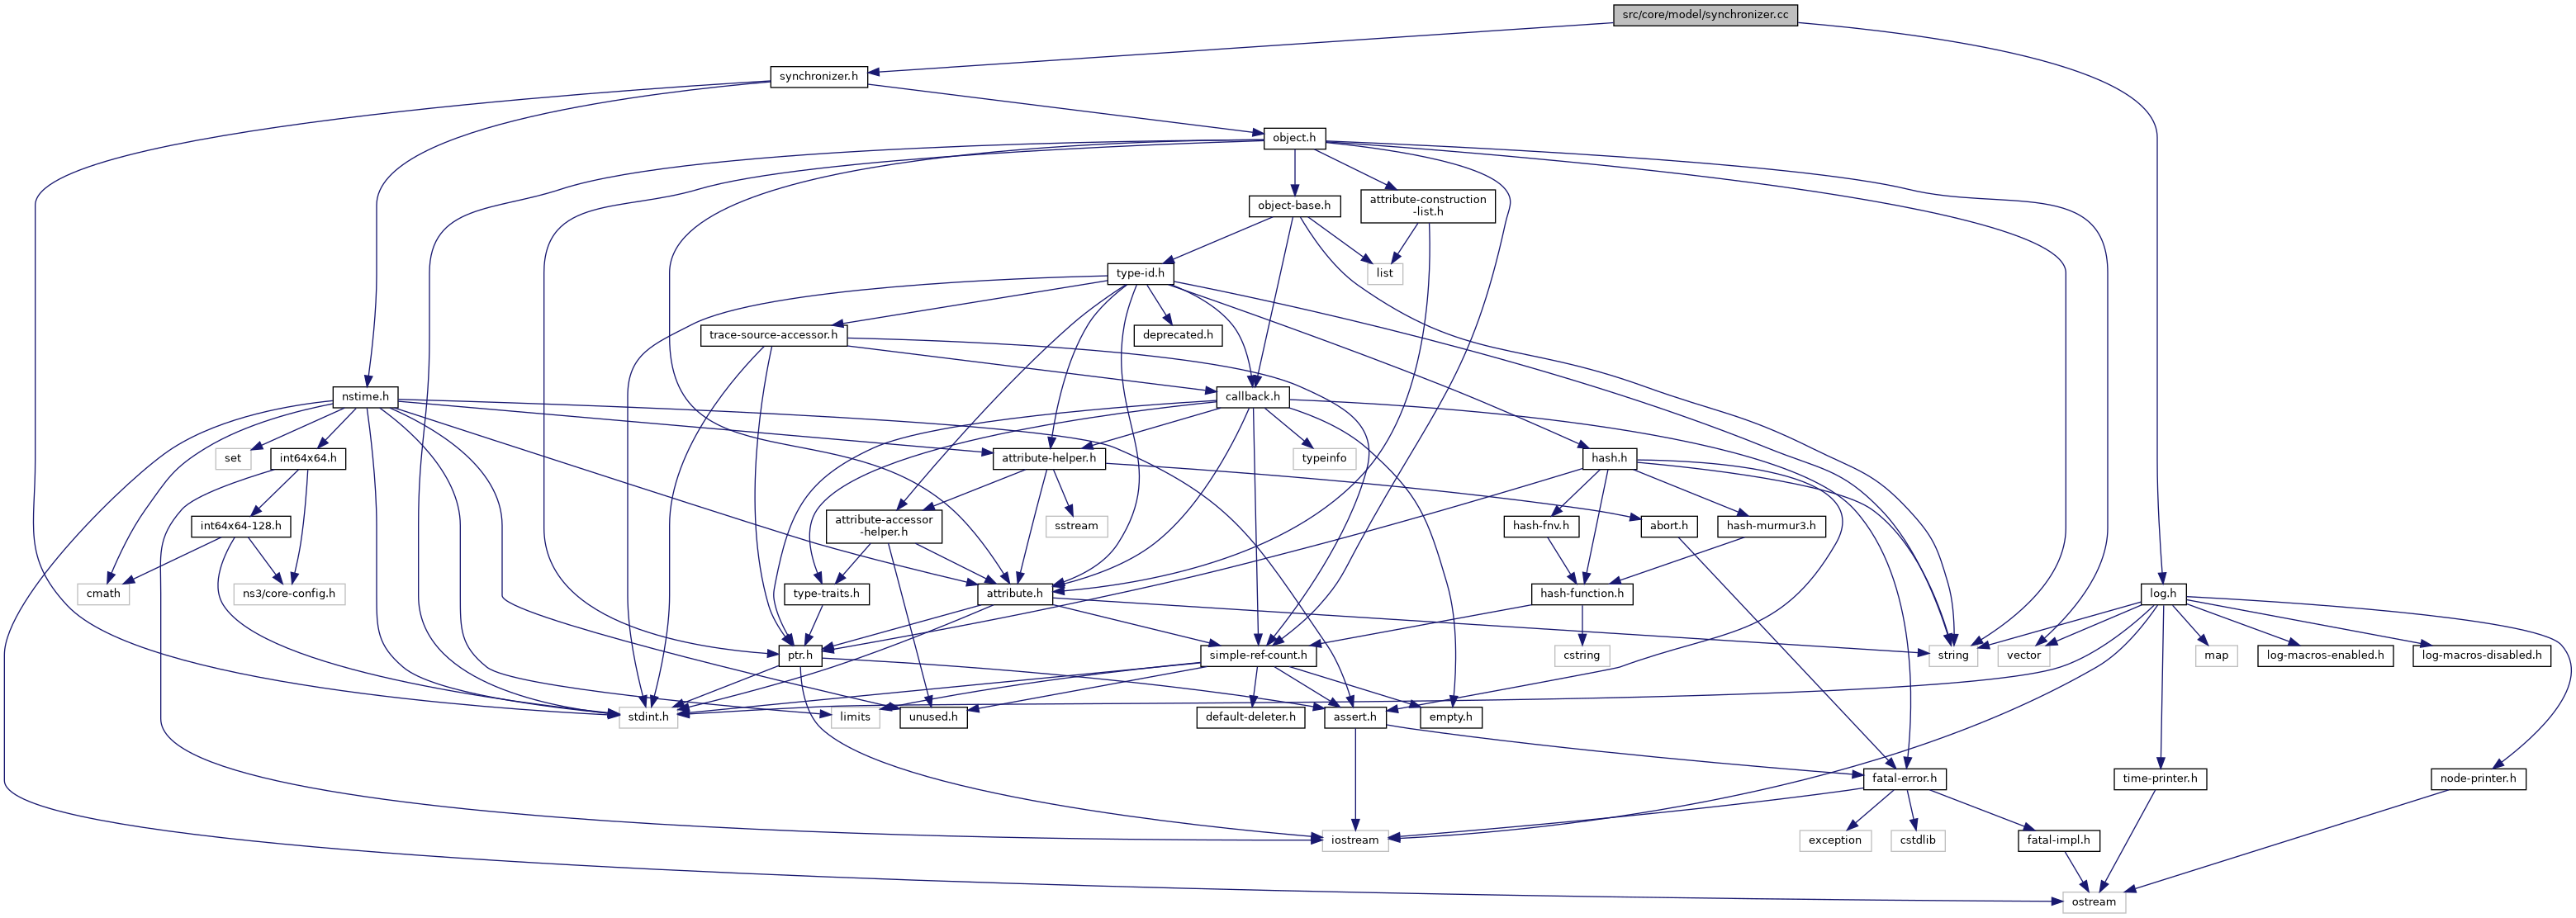 src/core/model/synchronizer.cc
synchronizer.h
object.h
object-base.h
attribute-construction
-list.h
type-id.h
list
trace-source-accessor.h
deprecated.h
nstime.h
callback.h
set
int64x64.h
attribute-helper.h
typeinfo
hash.h
int64x64-128.h
attribute-accessor
-helper.h
sstream
hash-fnv.h
abort.h
hash-murmur3.h
cmath
ns3/core-config.h
type-traits.h
attribute.h
hash-function.h
log.h
ptr.h
simple-ref-count.h
cstring
string
vector
map
log-macros-enabled.h
log-macros-disabled.h
stdint.h
limits
unused.h
default-deleter.h
assert.h
empty.h
fatal-error.h
time-printer.h
node-printer.h
iostream
exception
cstdlib
fatal-impl.h
ostream